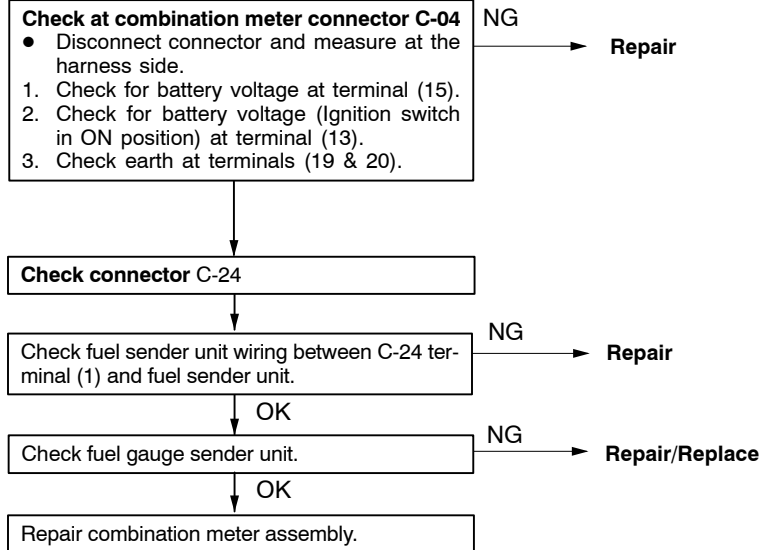 Check at combination meter connector C-04
● Disconnect connector and measure at the
harness side.
1. Check for battery voltage at terminal (15).
2. Check for battery voltage (Ignition switch
in ON position) at terminal (13).
3. Check earth at terminals (19 & 20).
NG
Repair
Check connector C-24
Check fuel sender unit wiring between C-24 ter-
minal (1) and fuel sender unit.
NG
Repair
OK
Check fuel gauge sender unit.
NG
Repair/Replace
OK
Repair combination meter assembly.